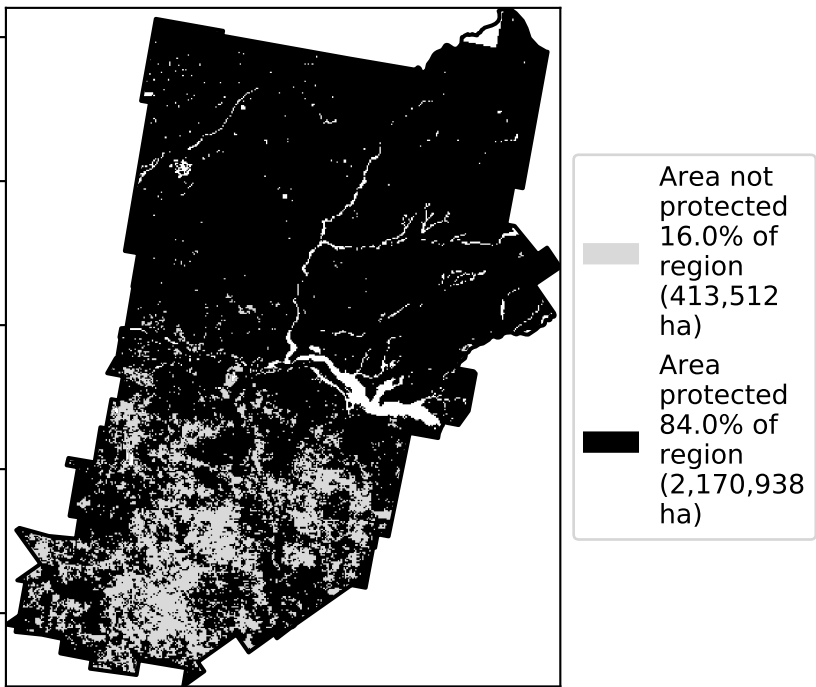 Area not
protected
16.0% of
region
(413,512
ha)
Area
protected
84.0% of
region
(2,170,938
ha)